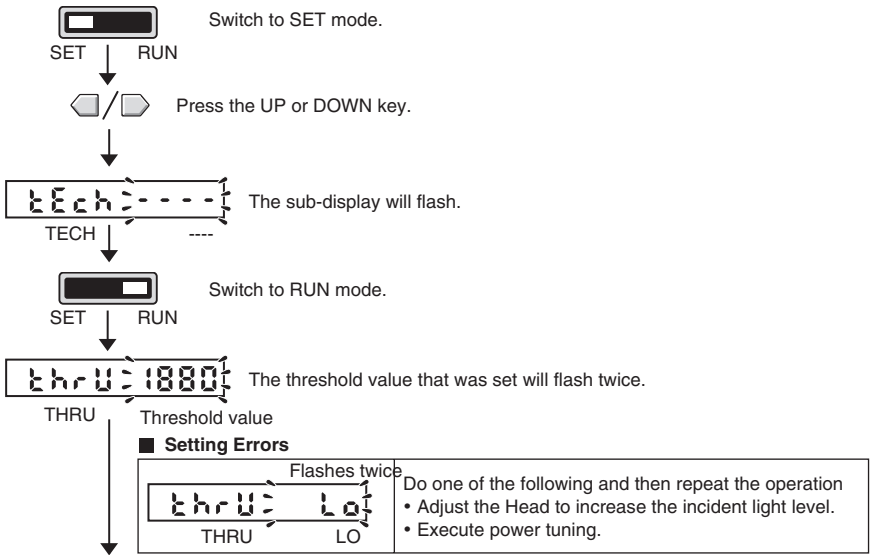 Switch to SET mode.
SET RUN
/ Press the UP or DOWN key.
tEch ---- The sub-display will flash.
TECH ----
Switch to RUN mode.
SET RUN
thrU 1880 The threshold value that was set will flash twice.
THRU Threshold value
■ Setting Errors
Flashes twice
thrU Lo
THRU LO
Do one of the following and then repeat the operation
• Adjust the Head to increase the incident light level.
• Execute power tuning.